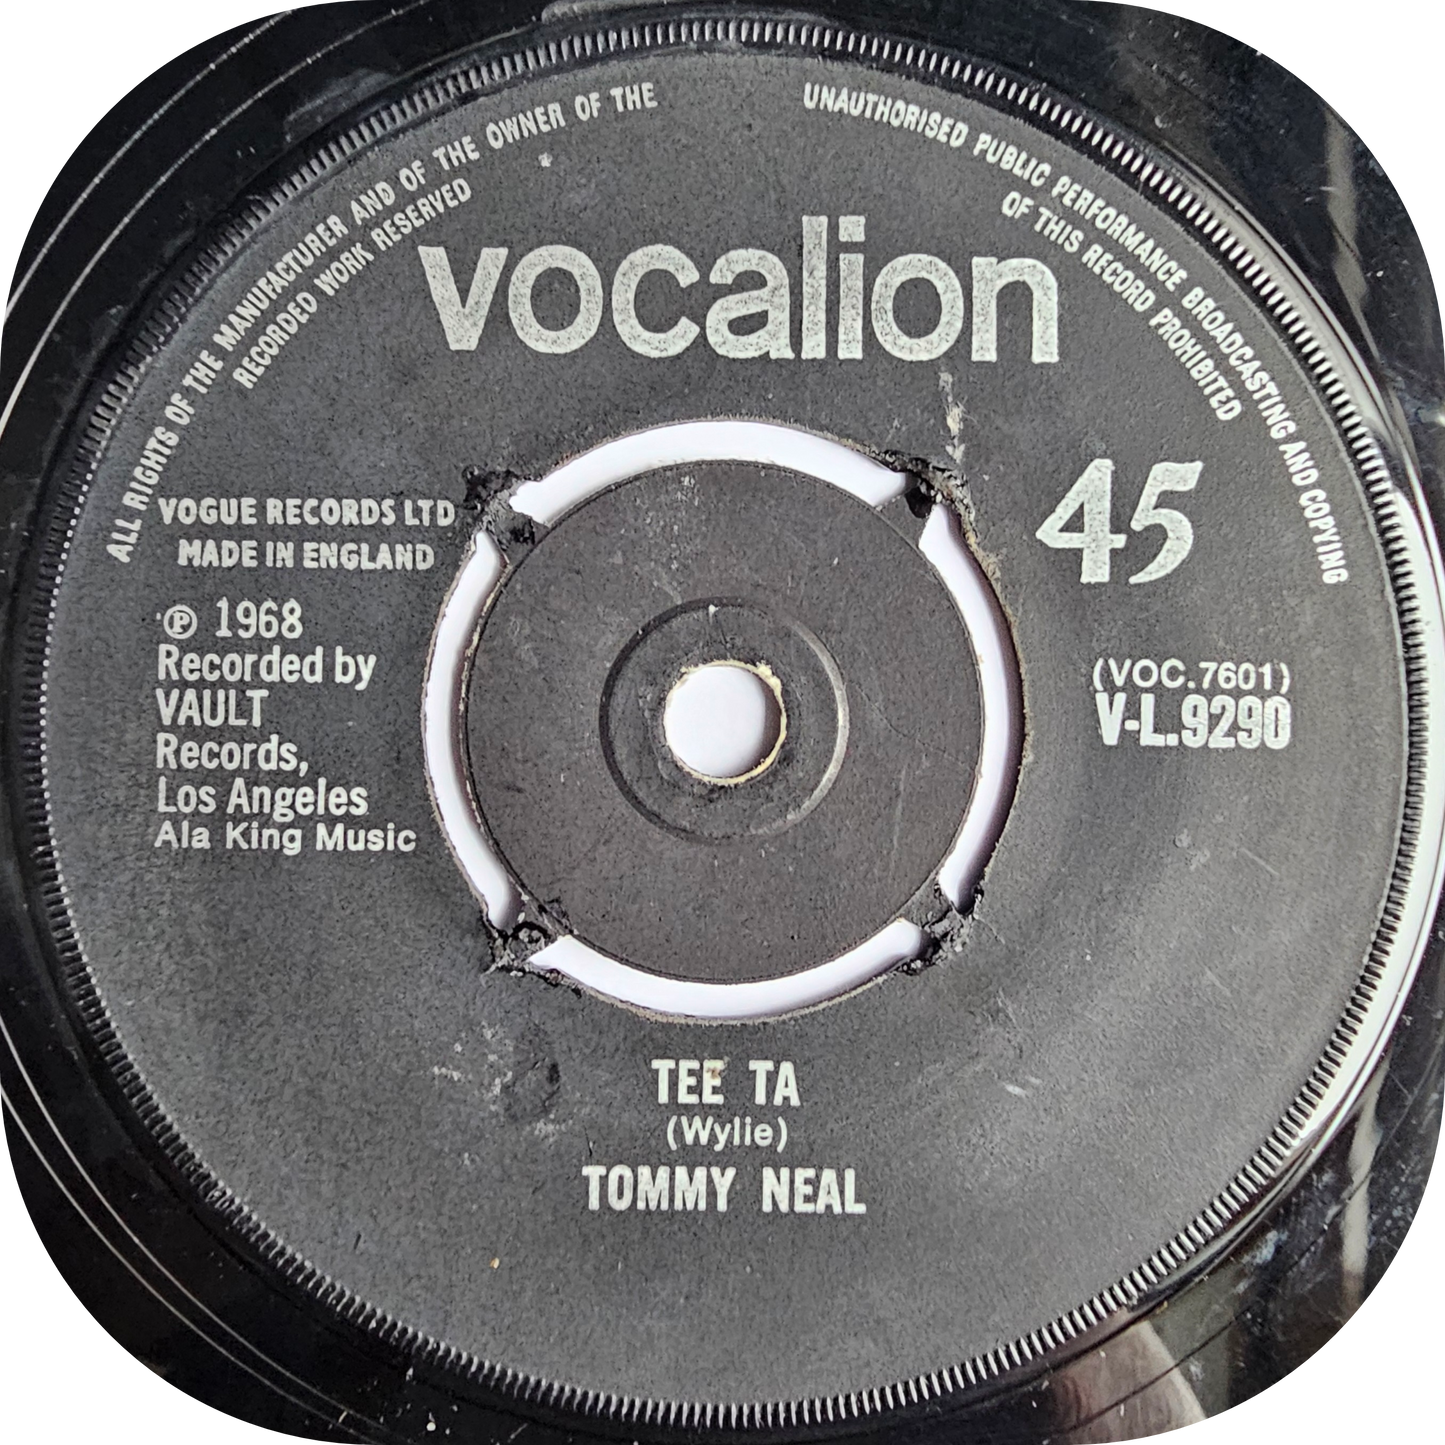 ALL RIGHTS OF THE MANUFACTURER AND OF THE OWNER OF THE
RECORDED WORK RESERVED
UNAUTHORISED PUBLIC PERFORMANCE BROADCASTING AND COPYING
OF THIS RECORD PROHIBITED
vocalion
VOGUE RECORDS LTD
MADE IN ENGLAND
℗ 1968
Recorded by
VAULT
Records,
Los Angeles
Ala King Music
45
(VOC.7601)
V-L.9290
TEE TA
(Wylie)
TOMMY NEAL